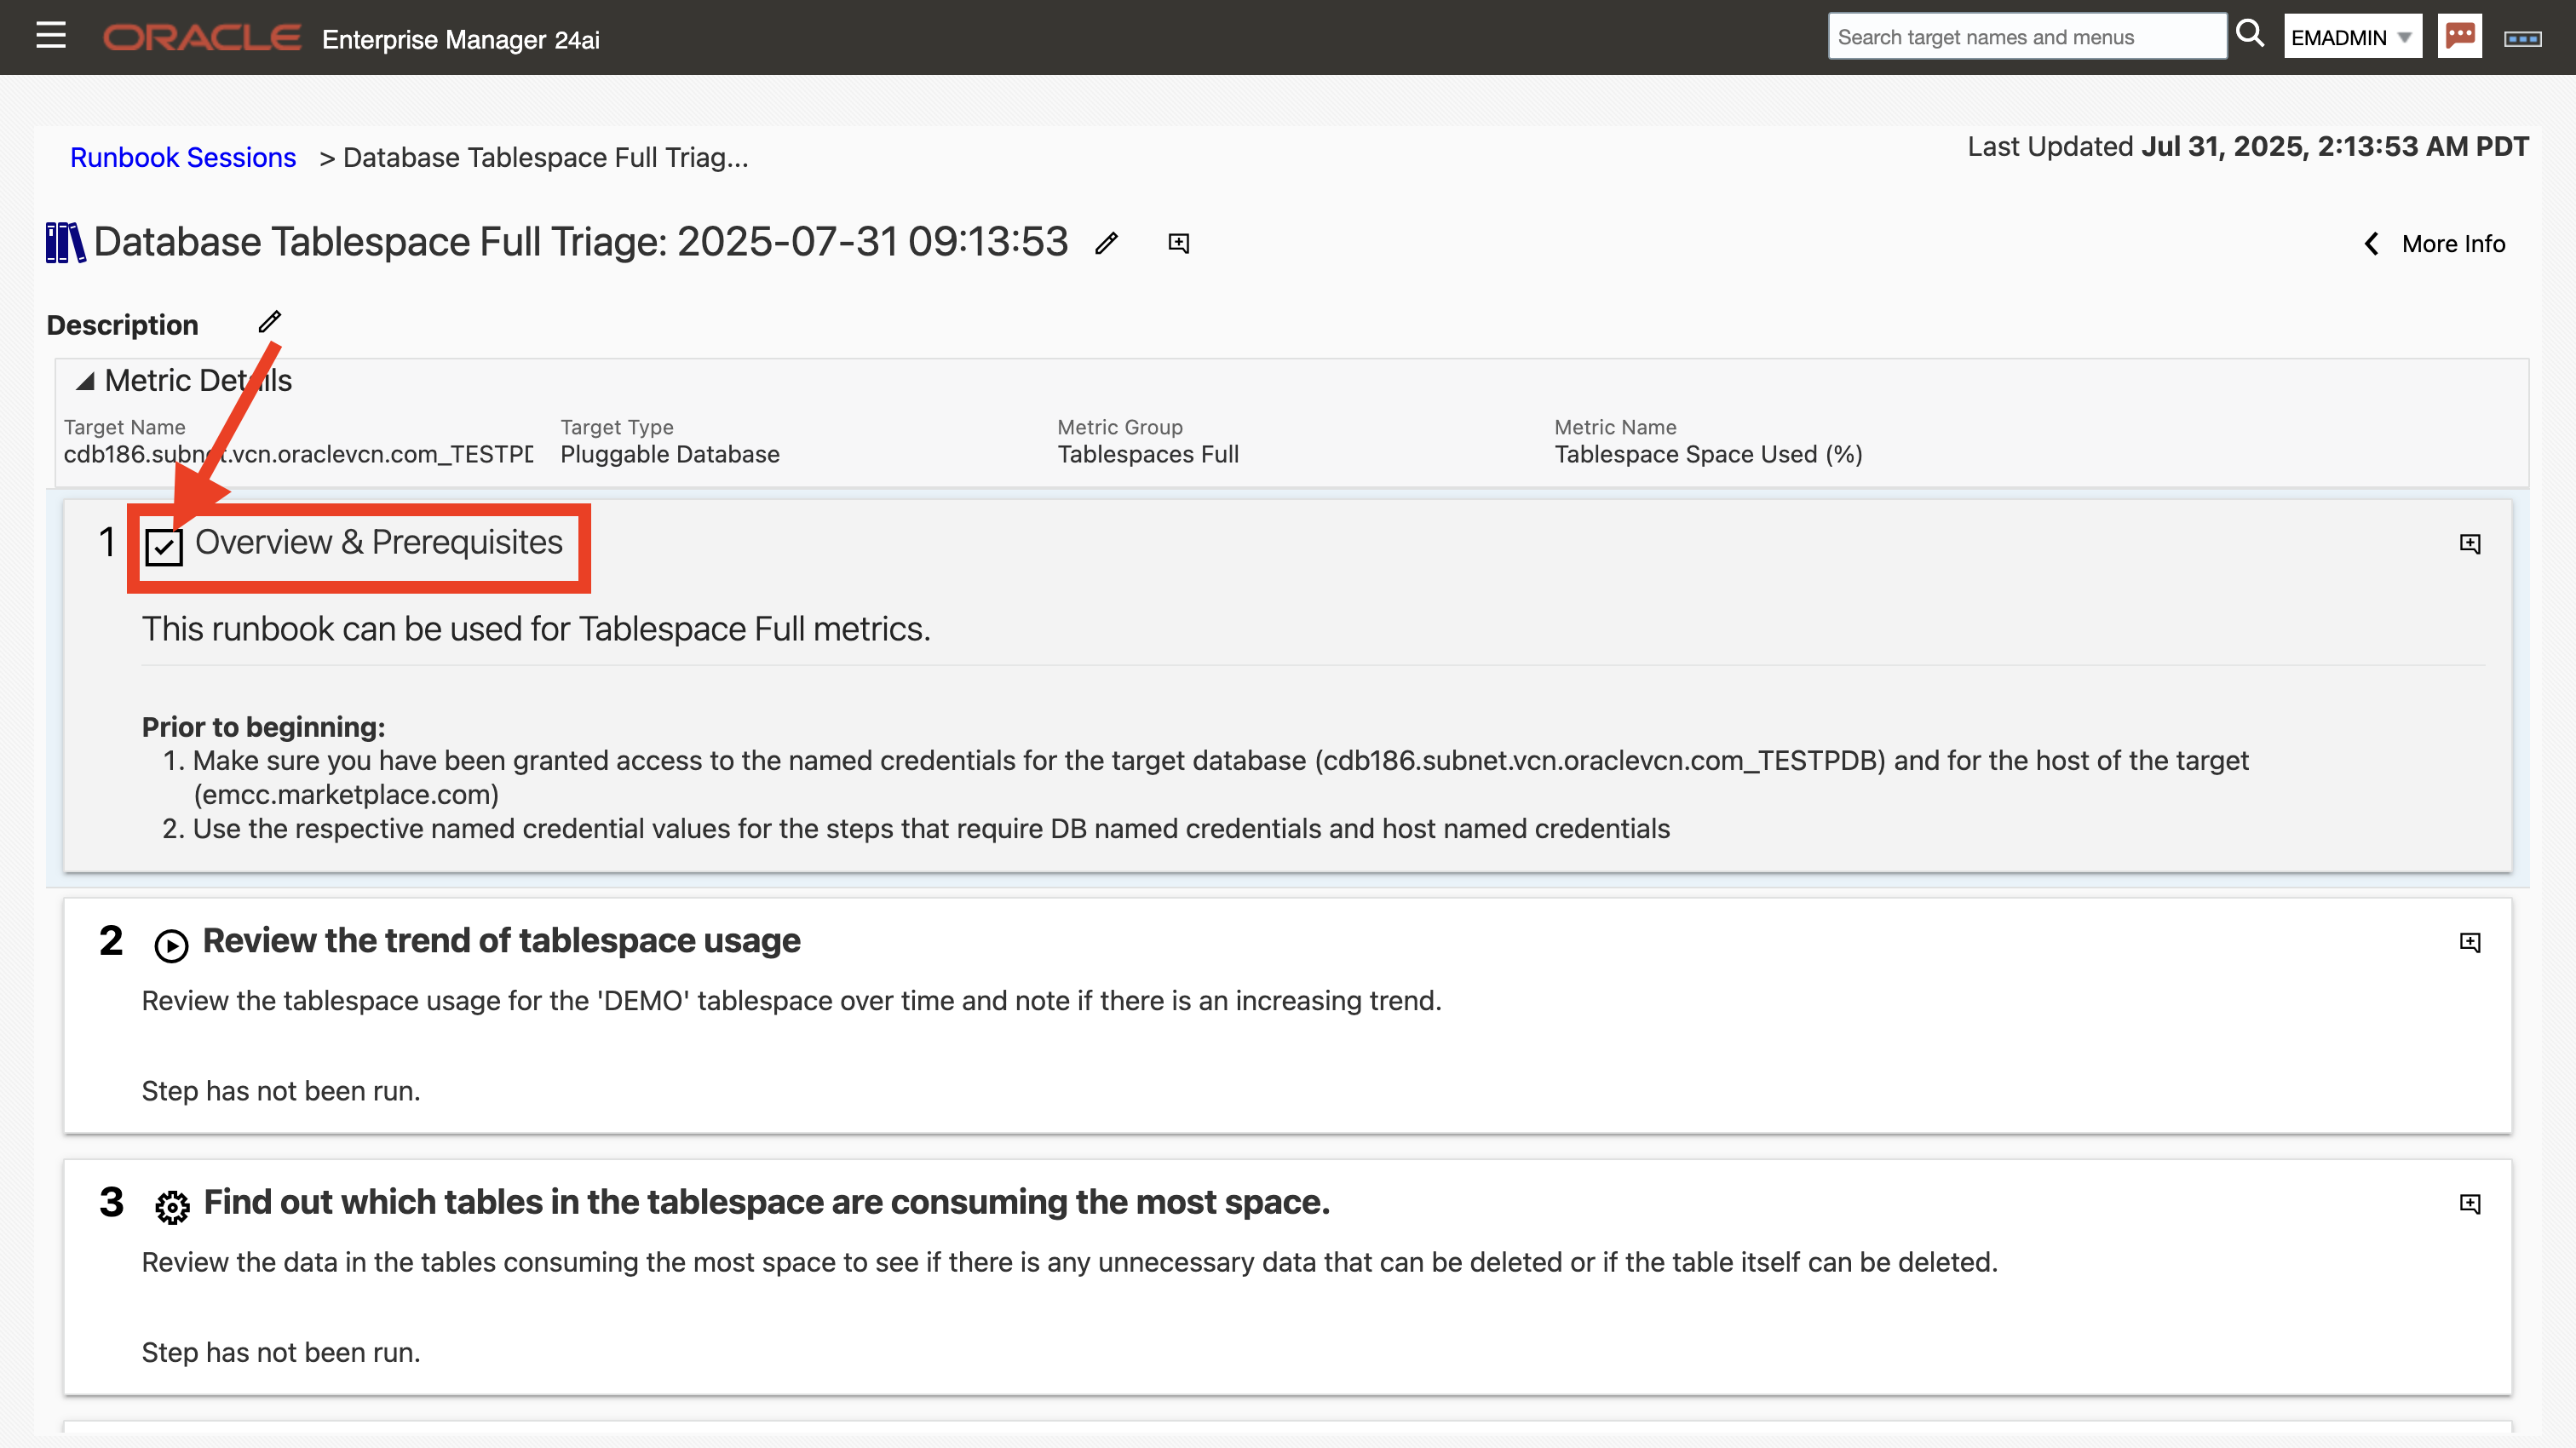 ORACLE Enterprise Manager 24ai
Search target names and menus
EMADMIN
Runbook Sessions > Database Tablespace Full Triag...
Last Updated Jul 31, 2025, 2:13:53 AM PDT
Database Tablespace Full Triage: 2025-07-31 09:13:53
More Info
Description
Metric Details
Target Name Target Type Metric Group Metric Name
cdb186.subnet.vcn.oraclevcn.com_TESTPD Pluggable Database Tablespaces Full Tablespace Space Used (%)
1 Overview & Prerequisites
This runbook can be used for Tablespace Full metrics.
Prior to beginning:
1. Make sure you have been granted access to the named credentials for the target database (cdb186.subnet.vcn.oraclevcn.com_TESTPDB) and for the host of the target
(emcc.marketplace.com)
2. Use the respective named credential values for the steps that require DB named credentials and host named credentials
2 Review the trend of tablespace usage
Review the tablespace usage for the 'DEMO' tablespace over time and note if there is an increasing trend.
Step has not been run.
3 Find out which tables in the tablespace are consuming the most space.
Review the data in the tables consuming the most space to see if there is any unnecessary data that can be deleted or if the table itself can be deleted.
Step has not been run.